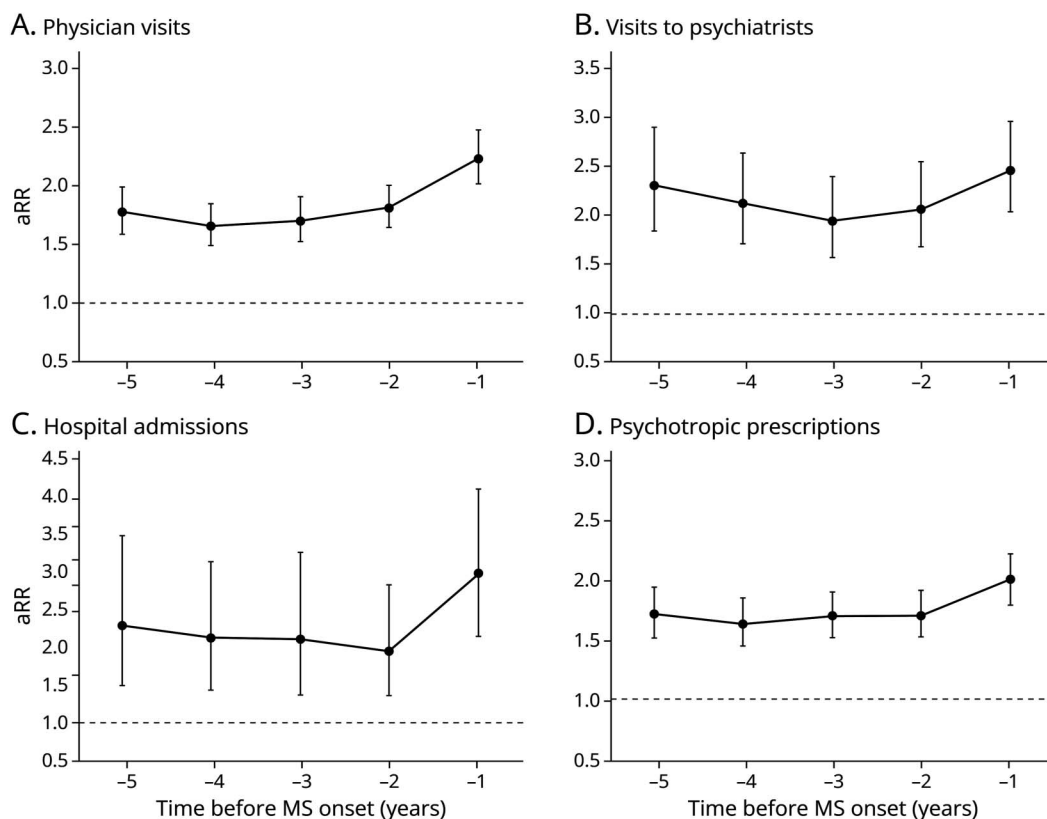 A. Physician visits
3.0
2.5
2.0
1.5
1.0
0.5
aRR
−5 −4 −3 −2 −1
B. Visits to psychiatrists
3.5
3.0
2.5
2.0
1.5
1.0
0.5
−5 −4 −3 −2 −1
C. Hospital admissions
4.5
4.0
3.5
3.0
2.5
2.0
1.5
1.0
0.5
aRR
−5 −4 −3 −2 −1
Time before MS onset (years)
D. Psychotropic prescriptions
3.0
2.5
2.0
1.5
1.0
0.5
−5 −4 −3 −2 −1
Time before MS onset (years)